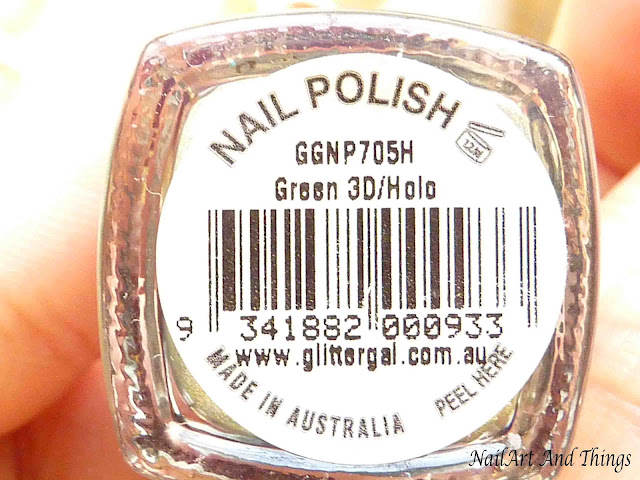 NAIL POLISH
12M
GGNP705H
Green 3D/Holo
9 341882 000933
www.glittergal.com.au
MADE IN AUSTRALIA
PEEL HERE
NailArt And Things